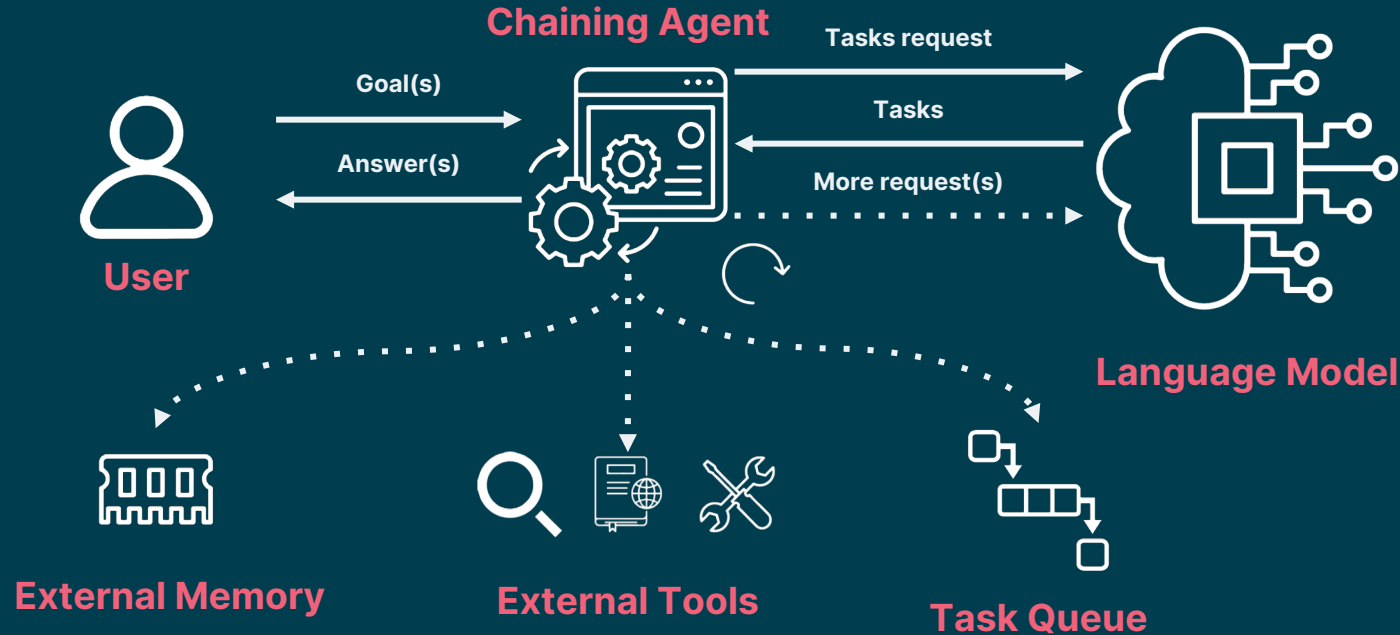 Chaining Agent
Tasks request
Goal(s)
Tasks
Answer(s)
More request(s)
User
Language Model
External Memory
External Tools
Task Queue